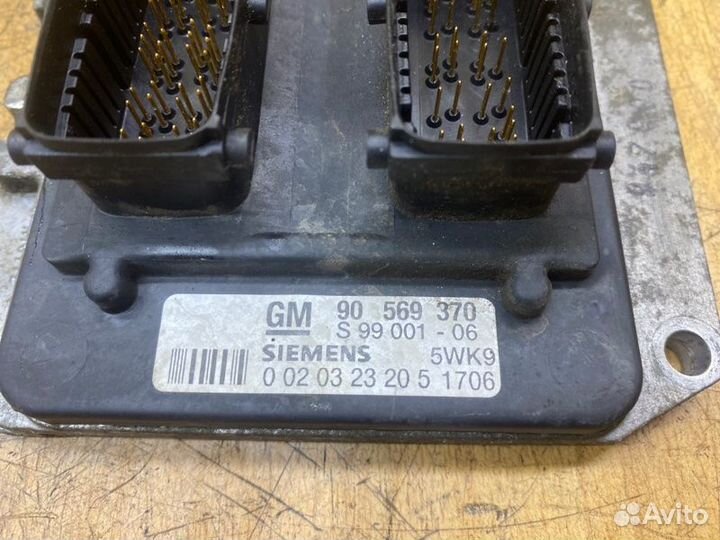 GM 90 569 370
S 99 001 - 06
SIEMENS 5WK9
0 02 03 23 20 5 1706
Avito